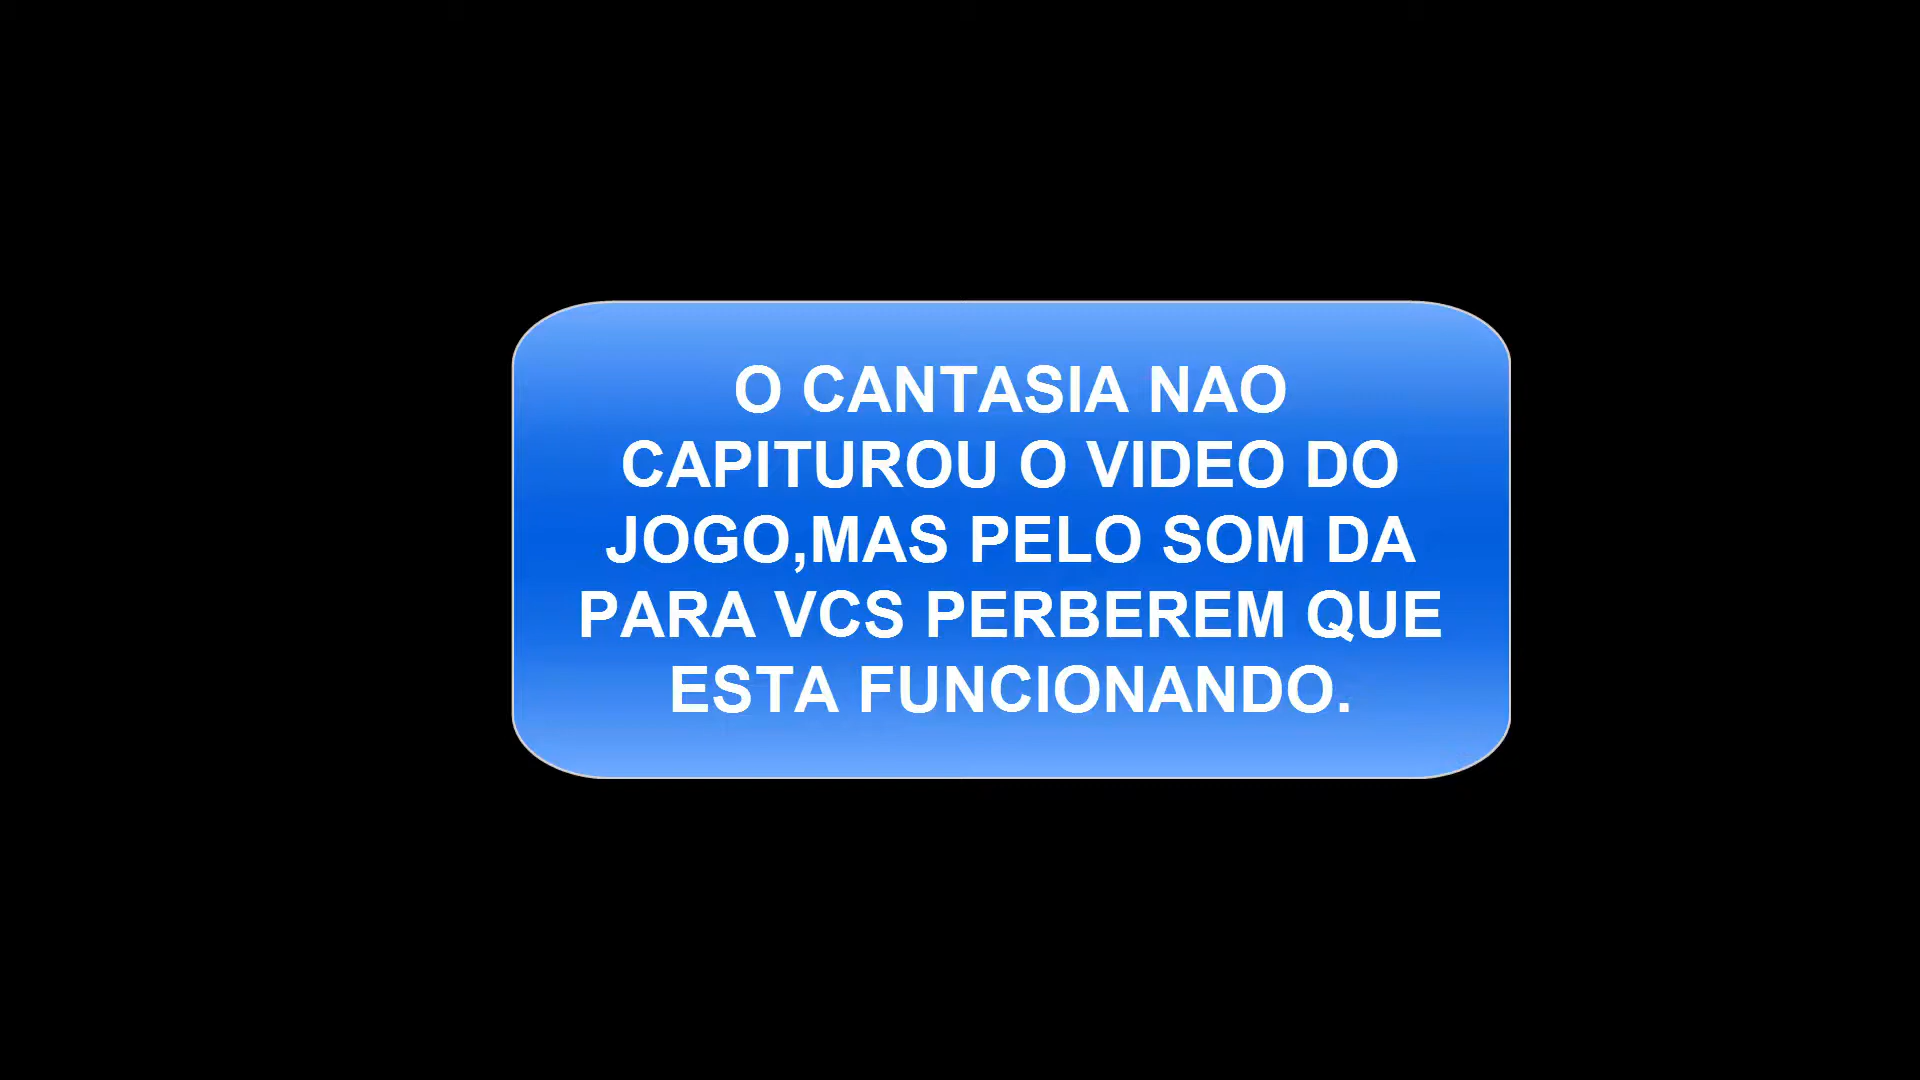 O CANTASIA NAO
CAPITUROU O VIDEO DO
JOGO,MAS PELO SOM DA
PARA VCS PERBEREM QUE
ESTA FUNCIONANDO.